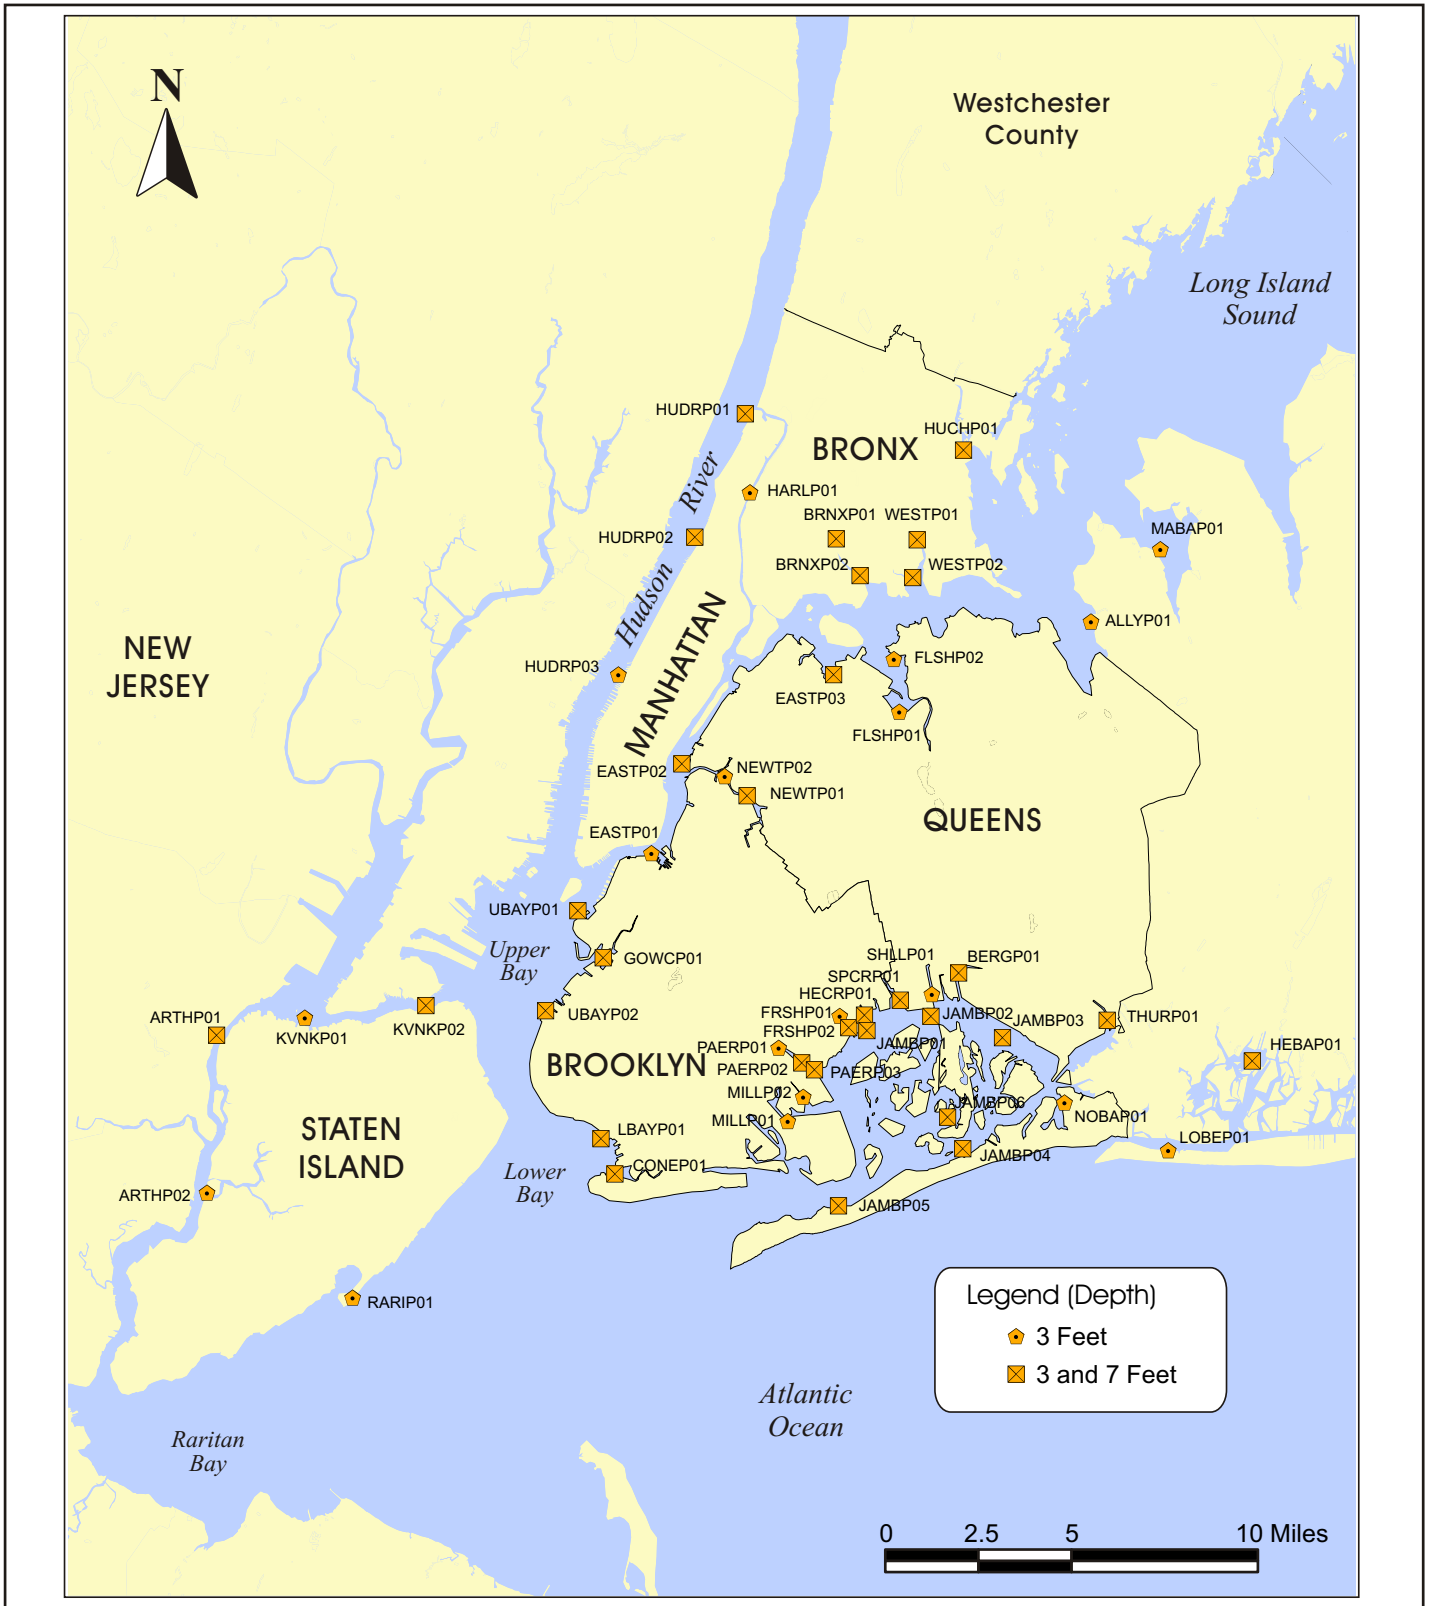 N
Westchester
County
Long Island
Sound
HUDRP01
HUCHP01
BRONX
River
HARLP01
BRNXP01
WESTP01
MABAP01
HUDRP02
BRNXP02
WESTP02
Hudson
MANHATTAN
ALLYP01
NEW
JERSEY
HUDRP03
FLSHP02
EASTP03
FLSHP01
EASTP02
NEWTP02
NEWTP01
QUEENS
EASTP01
UBAYP01
Upper
Bay
GOWCP01
SHLLP01
BERGP01
SPCRP01
HECRP01
ARTHP01
KVNKP01
KVNKP02
UBAYP02
FRSHP01
FRSHP02
JAMBP02
JAMBP03
THURP01
JAMBP01
HEBAP01
PAERP01
BROOKLYN
PAERP02
PAERP03
MILLP02
JAMBP06
NOBAP01
MILLP01
STATEN
ISLAND
LBAYP01
LOBEP01
JAMBP04
CONEP01
Lower
Bay
ARTHP02
JAMBP05
RARIP01
Legend (Depth)
3 Feet
3 and 7 Feet
Atlantic
Ocean
Raritan
Bay
0 2.5 5 10 Miles